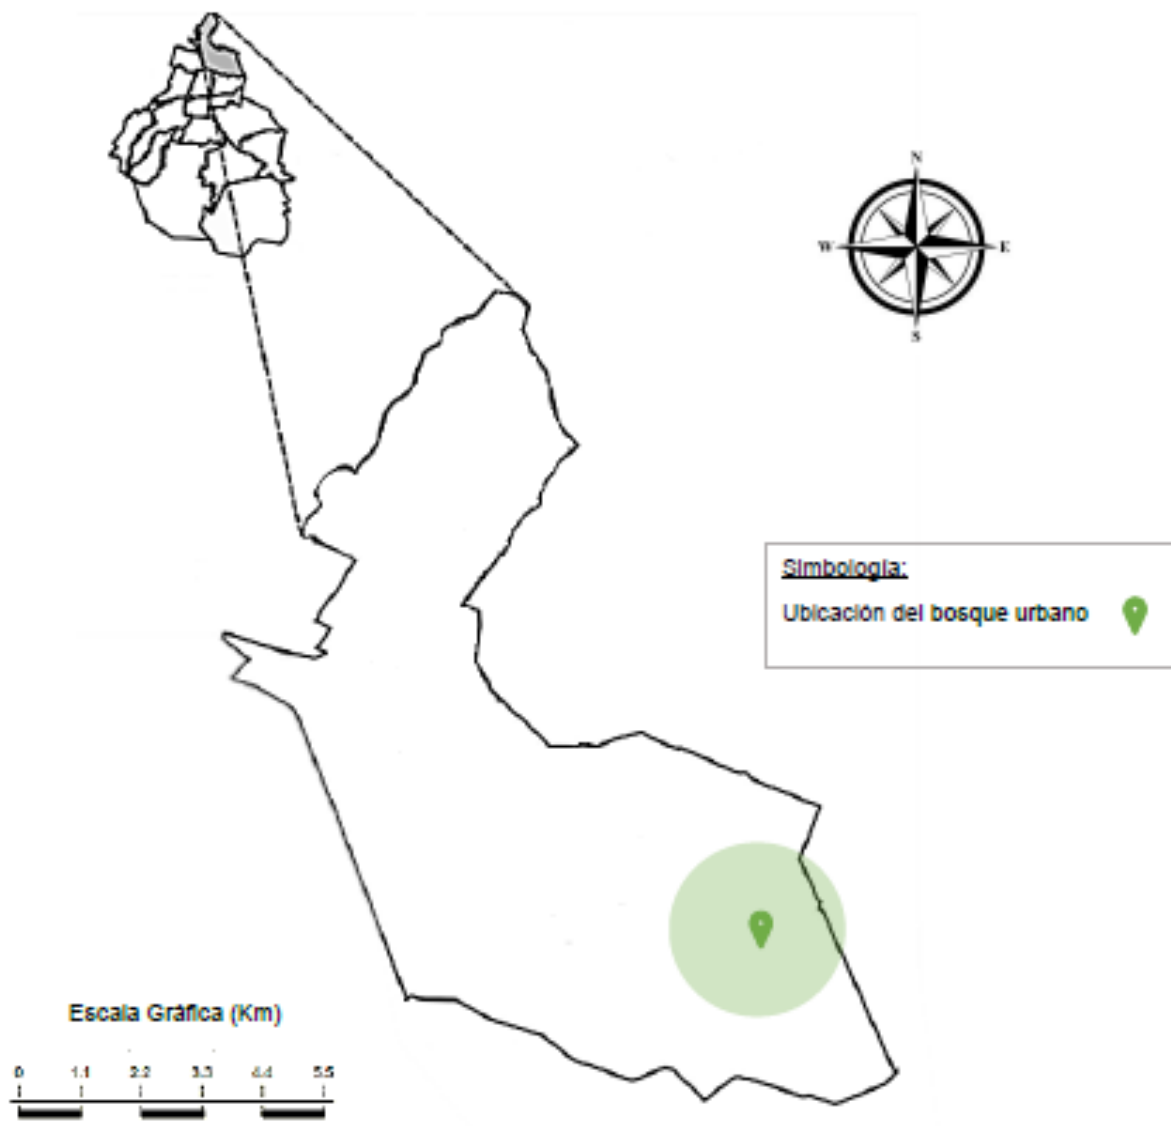 N
W E
S
Simbología:
Ubicación del bosque urbano
Escala Gráfica (Km)
0 1.1 2.2 3.3 4.4 5.5